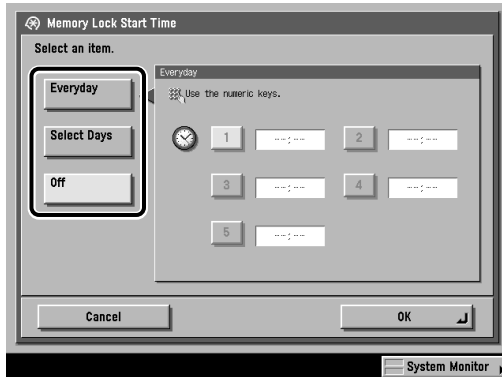 Memory Lock Start Time
Select an item.
Everyday
Select Days
Off
Everyday
Use the numeric keys.
1 --:-- 2 --:--
3 --:-- 4 --:--
5 --:--
Cancel OK
System Monitor